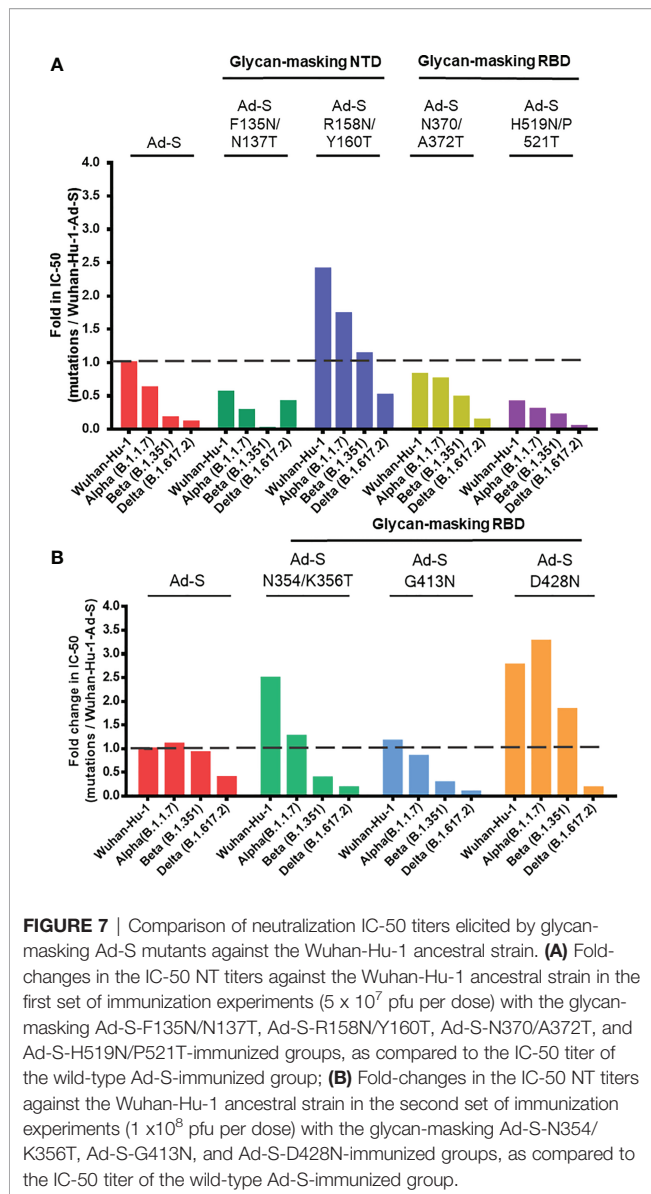 A
Glycan-masking NTD
Glycan-masking RBD
Ad-S
Ad-S
F135N/
N137T
Ad-S
R158N/
Y160T
Ad-S
N370/
A372T
Ad-S
H519N/P
521T
Fold in IC-50
(mutations / Wuhan-Hu-1-Ad-S)
4.0
3.5
3.0
2.5
2.0
1.5
1.0
0.5
0.0
Wuhan-Hu-1
Alpha (B.1.1.7)
Beta (B.1.351)
Delta (B.1.617.2)
Wuhan-Hu-1
Alpha (B.1.1.7)
Beta (B.1.351)
Delta (B.1.617.2)
Wuhan-Hu-1
Alpha (B.1.1.7)
Beta (B.1.351)
Delta (B.1.617.2)
Wuhan-Hu-1
Alpha (B.1.1.7)
Beta (B.1.351)
Delta (B.1.617.2)
Wuhan-Hu-1
Alpha (B.1.1.7)
Beta (B.1.351)
Delta (B.1.617.2)
B
Glycan-masking RBD
Ad-S
Ad-S
N354/K356T
Ad-S
G413N
Ad-S
D428N
Fold change in IC-50
(mutations / Wuhan-Hu-1-Ad-S)
4.0
3.5
3.0
2.5
2.0
1.5
1.0
0.5
0.0
Wuhan-Hu-1
Alpha(B.1.1.7)
Beta (B.1.351)
Delta (B.1.617.2)
Wuhan-Hu-1
Alpha(B.1.1.7)
Beta (B.1.351)
Delta (B.1.617.2)
Wuhan-Hu-1
Alpha(B.1.1.7)
Beta (B.1.351)
Delta (B.1.617.2)
Wuhan-Hu-1
Alpha(B.1.1.7)
Beta (B.1.351)
Delta (B.1.617.2)
FIGURE 7 | Comparison of neutralization IC-50 titers elicited by glycan-
masking Ad-S mutants against the Wuhan-Hu-1 ancestral strain. (A) Fold-
changes in the IC-50 NT titers against the Wuhan-Hu-1 ancestral strain in the
first set of immunization experiments (5 x 10⁷ pfu per dose) with the glycan-
masking Ad-S-F135N/N137T, Ad-S-R158N/Y160T, Ad-S-N370/A372T, and
Ad-S-H519N/P521T-immunized groups, as compared to the IC-50 titer of
the wild-type Ad-S-immunized group; (B) Fold-changes in the IC-50 NT titers
against the Wuhan-Hu-1 ancestral strain in the second set of immunization
experiments (1 x10⁸ pfu per dose) with the glycan-masking Ad-S-N354/
K356T, Ad-S-G413N, and Ad-S-D428N-immunized groups, as compared to
the IC-50 titer of the wild-type Ad-S-immunized group.